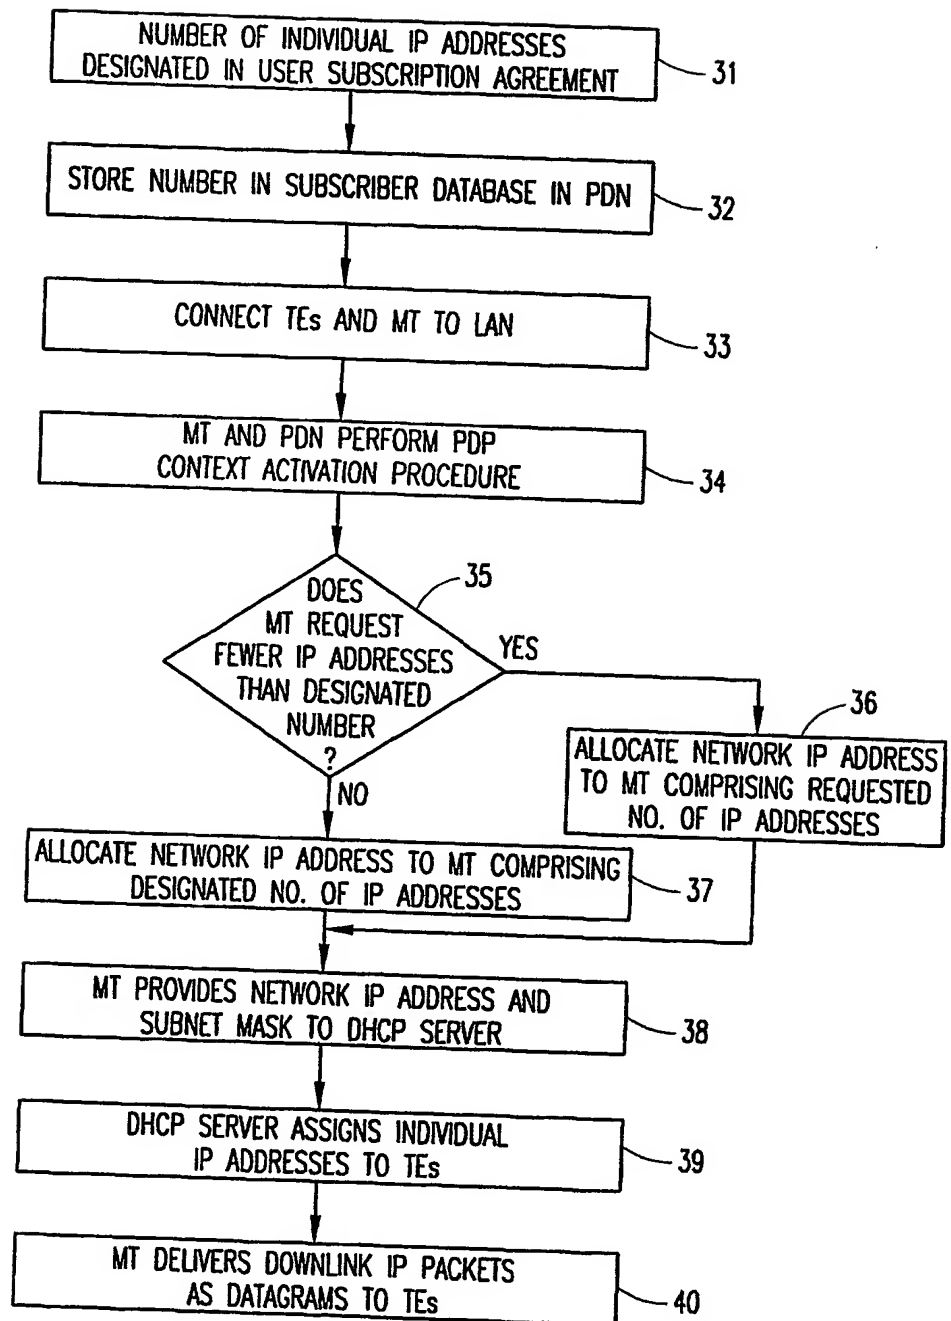 NUMBER OF INDIVIDUAL IP ADDRESSES
DESIGNATED IN USER SUBSCRIPTION AGREEMENT
31
STORE NUMBER IN SUBSCRIBER DATABASE IN PDN
32
CONNECT TEs AND MT TO LAN
33
MT AND PDN PERFORM PDP
CONTEXT ACTIVATION PROCEDURE
34
35
DOES
MT REQUEST
FEWER IP ADDRESSES
THAN DESIGNATED
NUMBER
?
YES
NO
36
ALLOCATE NETWORK IP ADDRESS
TO MT COMPRISING REQUESTED
NO. OF IP ADDRESSES
ALLOCATE NETWORK IP ADDRESS TO MT COMPRISING
DESIGNATED NO. OF IP ADDRESSES
37
MT PROVIDES NETWORK IP ADDRESS AND
SUBNET MASK TO DHCP SERVER
38
DHCP SERVER ASSIGNS INDIVIDUAL
IP ADDRESSES TO TEs
39
MT DELIVERS DOWNLINK IP PACKETS
AS DATAGRAMS TO TEs
40